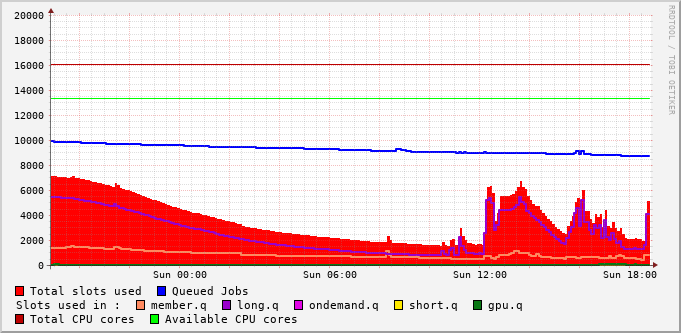 20000
18000
16000
14000
12000
10000
8000
6000
4000
2000
0
Sun 00:00 Sun 06:00 Sun 12:00 Sun 18:00
Total slots used Queued Jobs
Slots used in : member.q long.q ondemand.q short.q gpu.q
Total CPU cores Available CPU cores
RRDTOOL / TOBI OETIKER